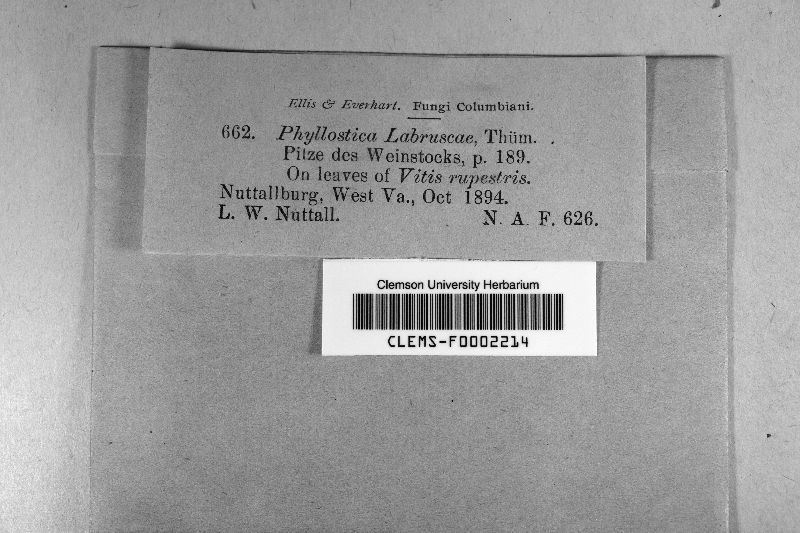 Ellis & Everhart. Fungi Columbiani.
662. Phyllostica Labruscae, Thüm.
Pilze des Weinstocks, p. 189.
On leaves of Vitis rupestris.
Nuttallburg, West Va., Oct 1894.
L. W. Nuttall. N. A. F. 626.
Clemson University Herbarium
CLEMS-F0002214